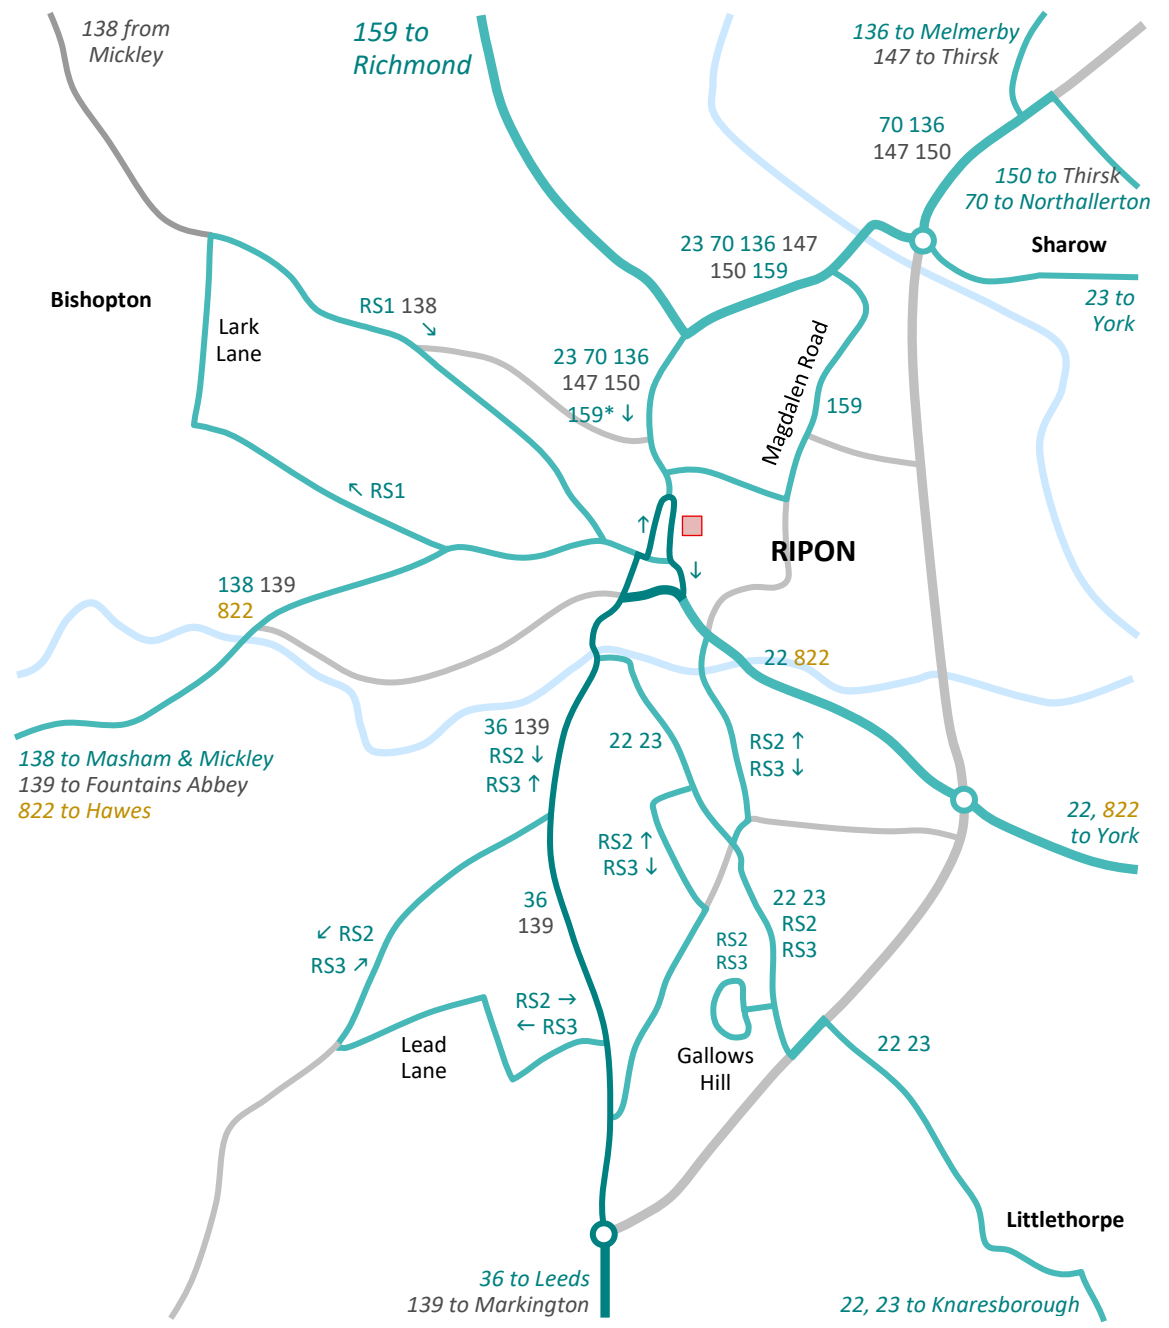 138 from
Mickley
159 to
Richmond
136 to Melmerby
147 to Thirsk
70 136
147 150
150 to Thirsk
70 to Northallerton
Sharow
23 to
York
23 70 136 147
150 159
Bishopton
Lark
Lane
RS1 138
↘
23 70 136
147 150
159* ↓
Magdalen Road
159
↖ RS1
↑
↓
RIPON
138 139
822
22 822
138 to Masham & Mickley
139 to Fountains Abbey
822 to Hawes
36 139
RS2 ↓
RS3 ↑
22 23
RS2 ↑
RS3 ↓
22, 822
to York
RS2 ↑
RS3 ↓
36
139
22 23
RS2
RS3
RS2
RS3
↙ RS2
RS3 ↗
RS2 →
← RS3
Lead
Lane
Gallows
Hill
22 23
Littlethorpe
36 to Leeds
139 to Markington
22, 23 to Knaresborough